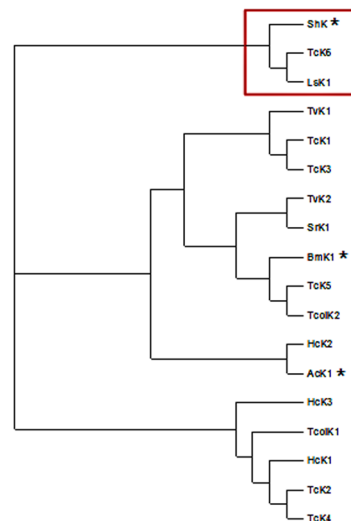 ShK *
TcK6
LsK1
TvK1
TcK1
TcK3
TvK2
SrK1
BmK1 *
TcK5
TcolK2
HcK2
AcK1 *
HcK3
TcolK1
HcK1
TcK2
TcK4